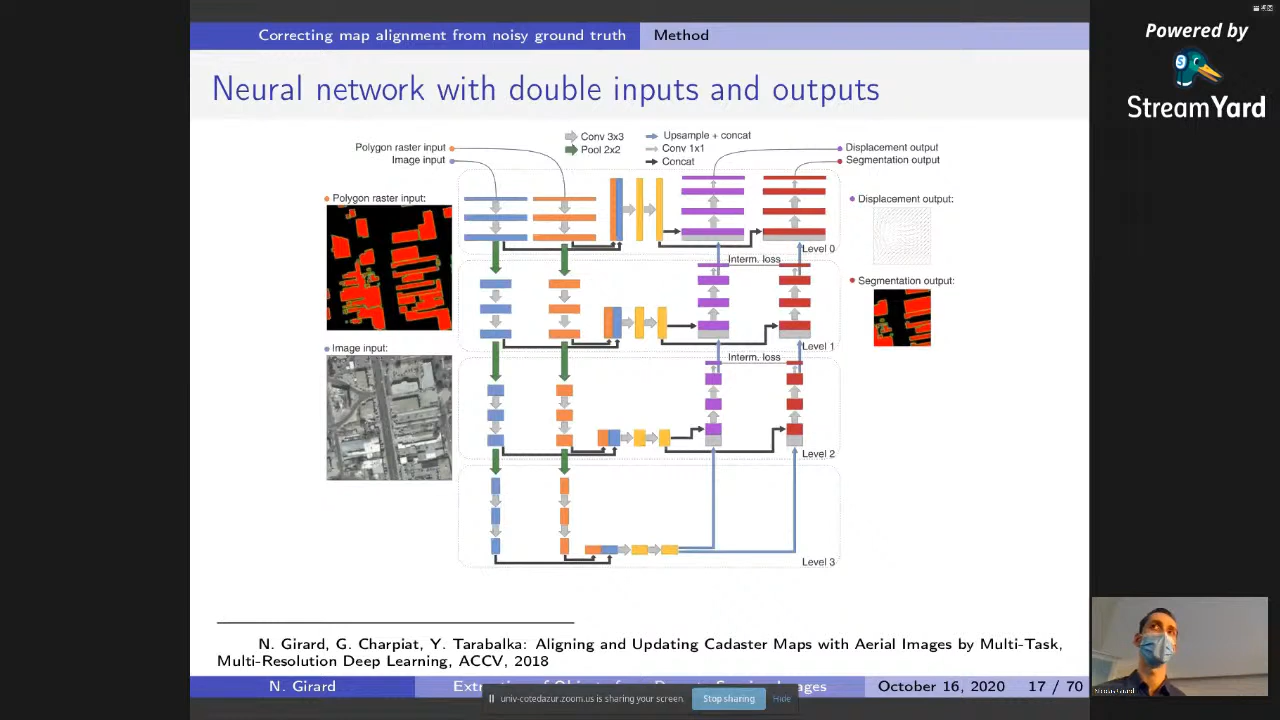 Correcting map alignment from noisy ground truth
Method
Powered by
StreamYard
Neural network with double inputs and outputs
Conv 3x3
Pool 2x2
Upsample + concat
Conv 1x1
Concat
Polygon raster input
Image input
Displacement output
Segmentation output
Polygon raster input:
Image input:
Displacement output:
Segmentation output:
Level 0
Interm. loss
Level 1
Interm. loss
Level 2
Level 3
N. Girard, G. Charpiat, Y. Tarabalka: Aligning and Updating Cadaster Maps with Aerial Images by Multi-Task,
Multi-Resolution Deep Learning, ACCV, 2018
N. Girard
October 16, 2020
17 / 70
univ-cotedazur.zoom.us is sharing your screen.
Stop sharing
Hide